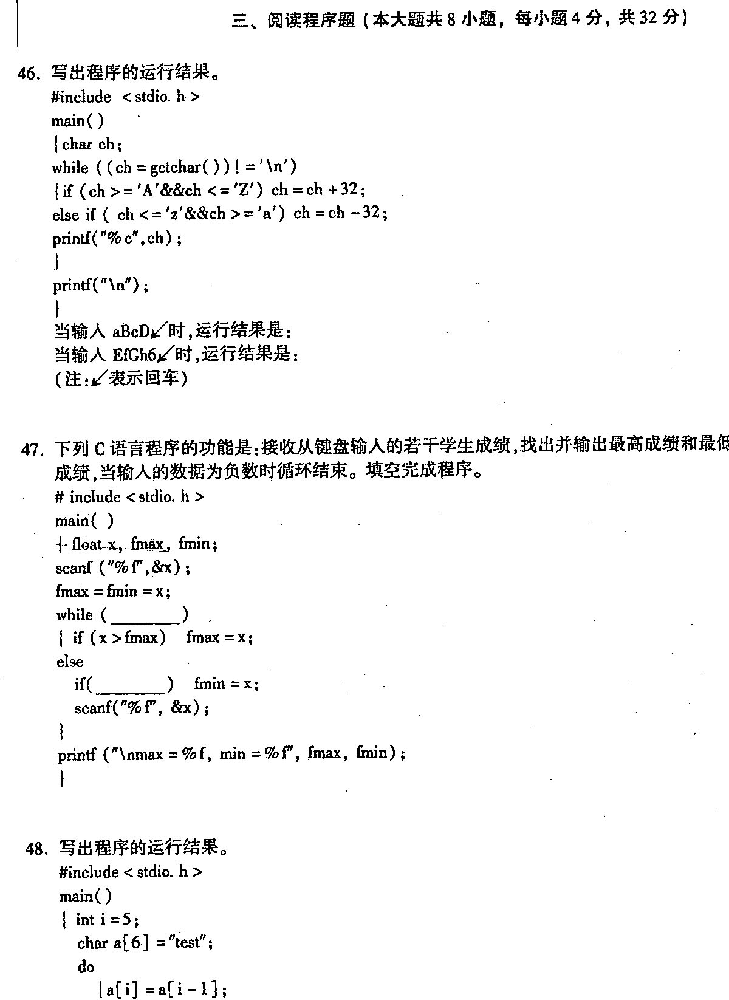 三、阅读程序题（本大题共8小题，每小题4分，共32分）
46. 写出程序的运行结果。
#include <stdio.h>
main()
{char ch;
while ((ch=getchar())!='\n')
{if (ch>='A'&&ch<='Z') ch=ch+32;
else if ( ch<='z'&&ch>='a') ch=ch-32;
printf("%c",ch);
}
printf("\n");
}
当输入 aBcD↙时,运行结果是:
当输入 EfGh6↙时,运行结果是:
(注:↙表示回车)
47. 下列 C 语言程序的功能是:接收从键盘输入的若干学生成绩,找出并输出最高成绩和最低
成绩,当输入的数据为负数时循环结束。填空完成程序。
# include <stdio.h>
main( )
{ float x, fmax, fmin;
scanf ("%f",&x);
fmax=fmin=x;
while (________)
{ if (x>fmax) fmax=x;
else
if(________) fmin=x;
scanf("%f", &x);
}
printf ("\nmax=%f, min=%f", fmax, fmin);
}
48. 写出程序的运行结果。
#include <stdio.h>
main()
{ int i=5;
char a[6]="test";
do
{a[i]=a[i-1];